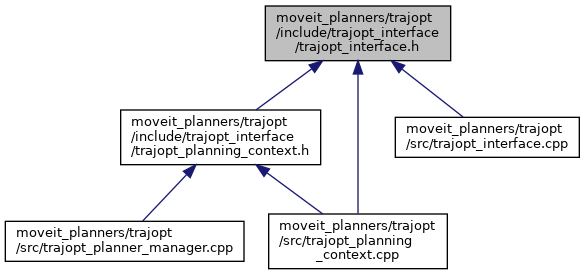 moveit_planners/trajopt
/include/trajopt_interface
/trajopt_interface.h
moveit_planners/trajopt
/include/trajopt_interface
/trajopt_planning_context.h
moveit_planners/trajopt
/src/trajopt_interface.cpp
moveit_planners/trajopt
/src/trajopt_planner_manager.cpp
moveit_planners/trajopt
/src/trajopt_planning
_context.cpp